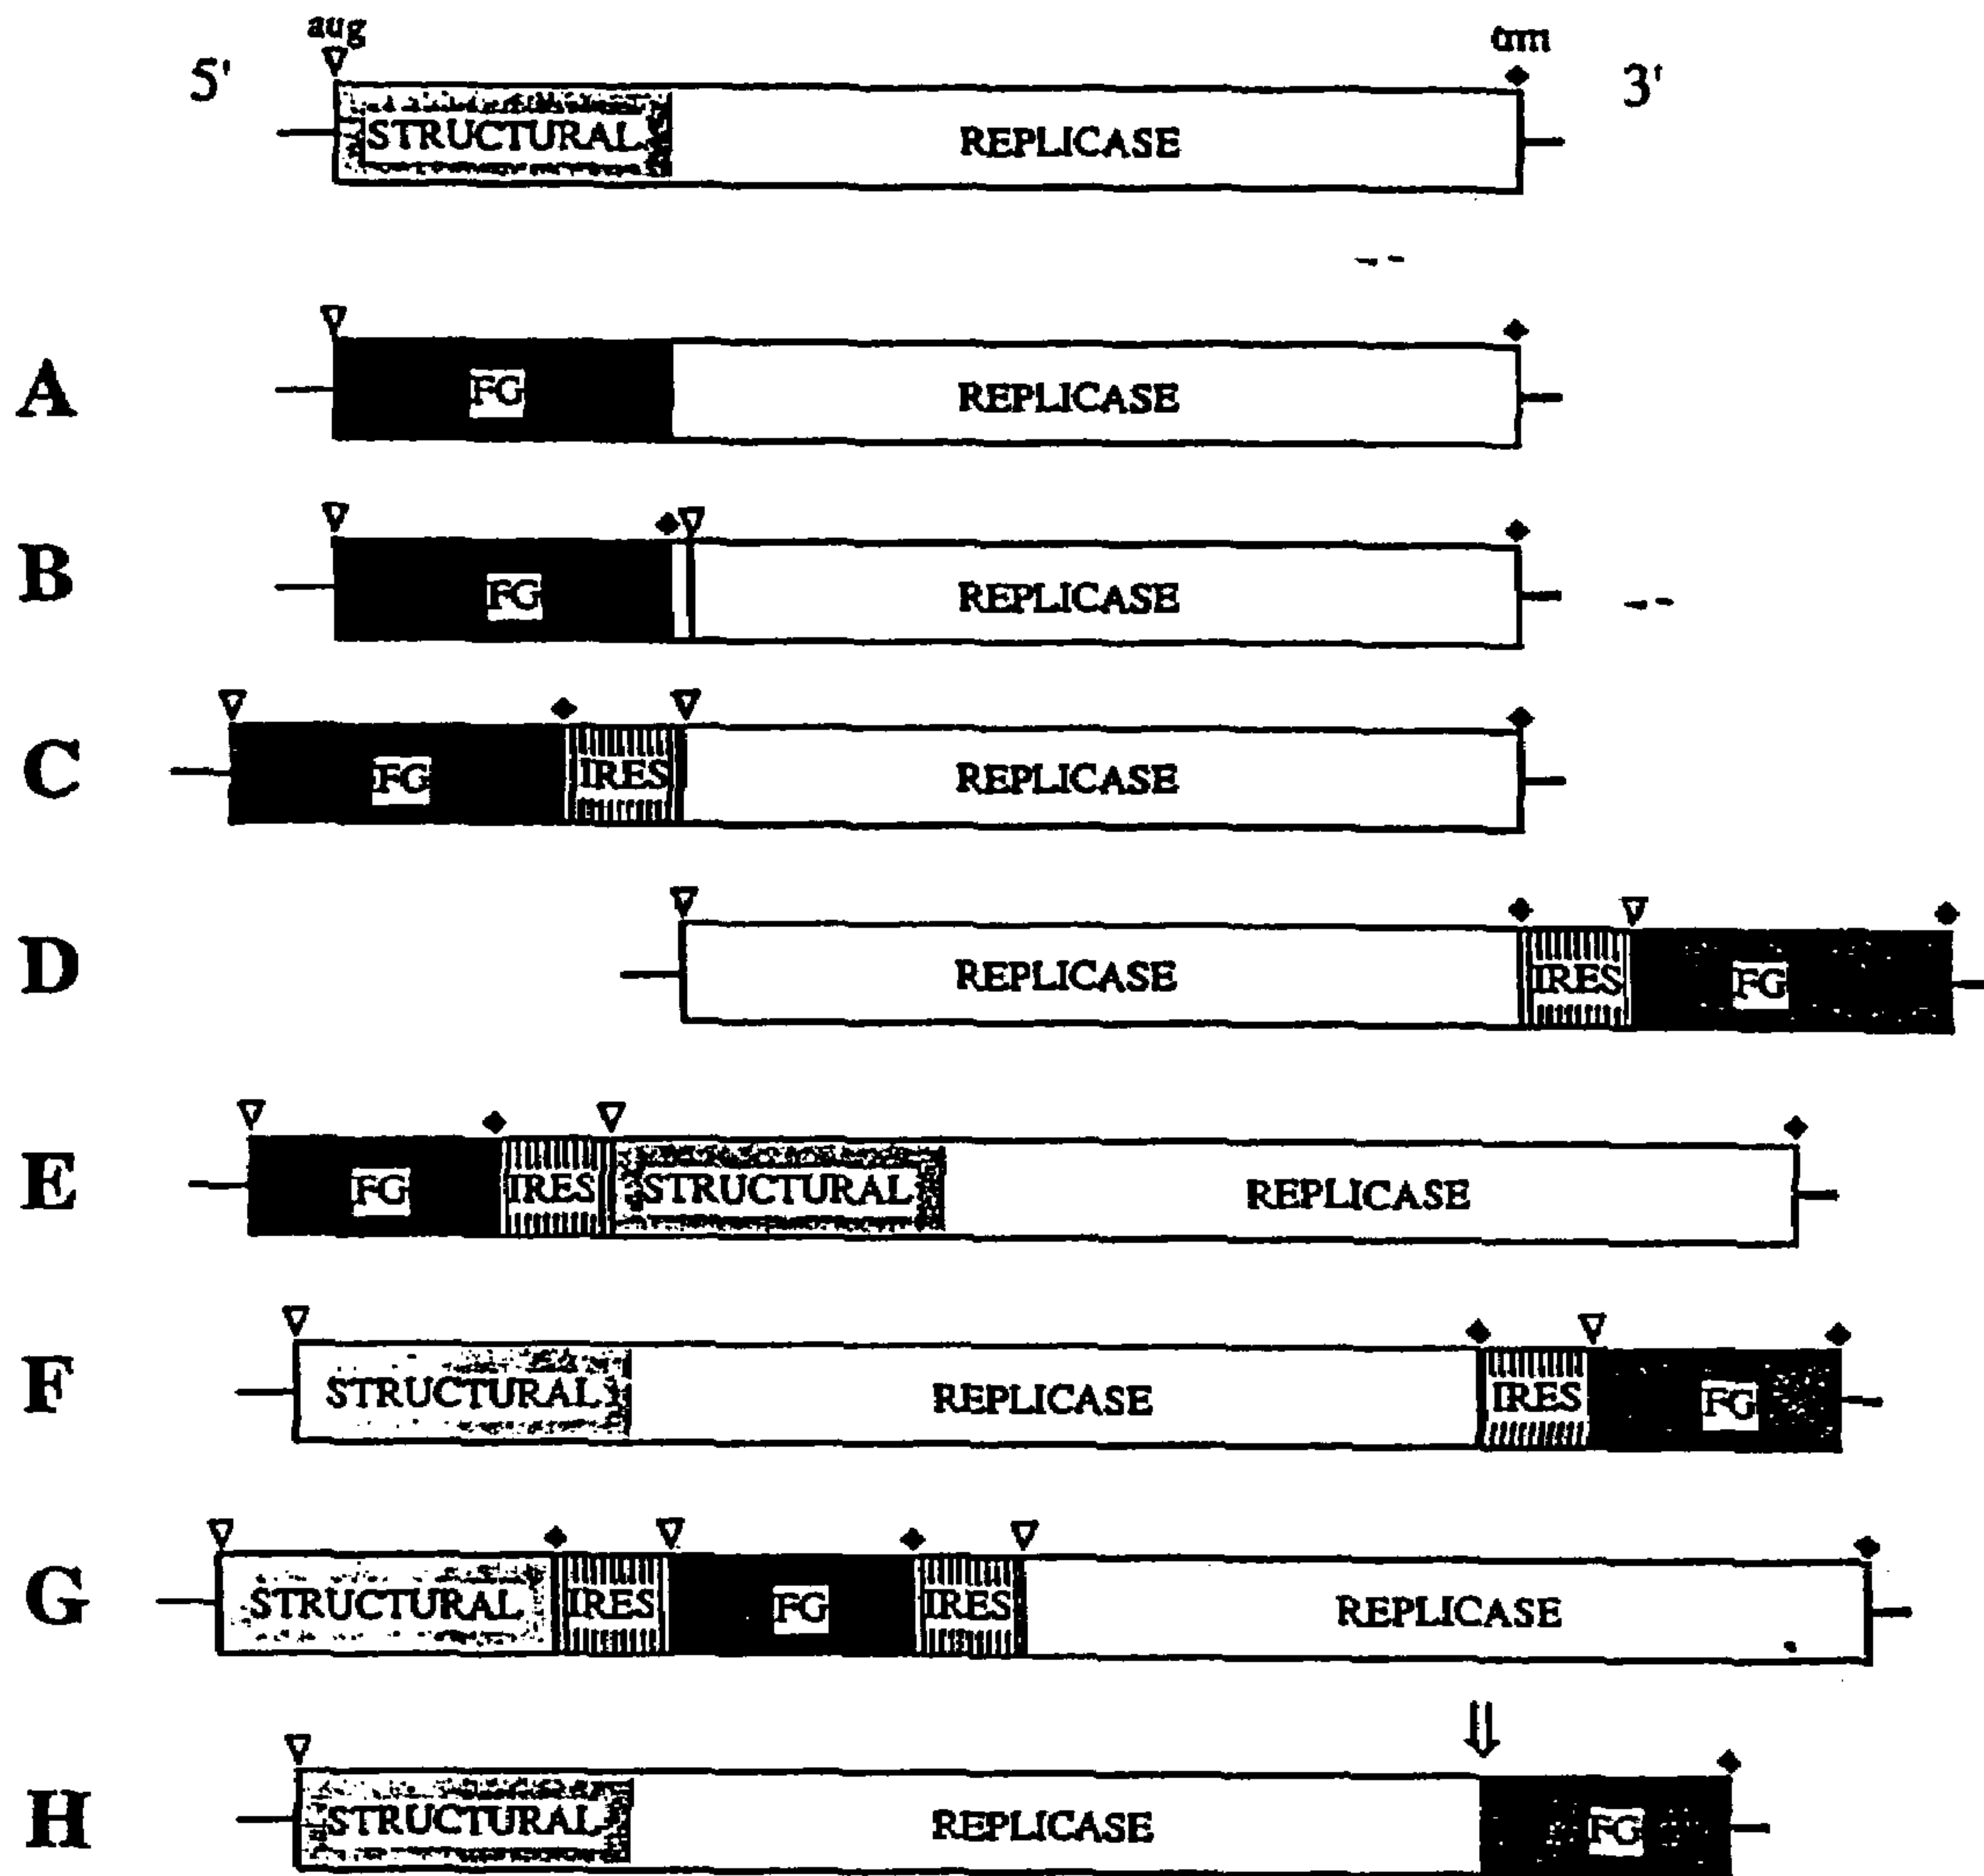 aug trm
5' 3'
STRUCTURAL REPLICASE
A FG REPLICASE
B FG REPLICASE
C FG IRES REPLICASE
D REPLICASE IRES FG
E FG IRES STRUCTURAL REPLICASE
F STRUCTURAL REPLICASE IRES FG
G STRUCTURAL IRES FG IRES REPLICASE
H STRUCTURAL REPLICASE FG